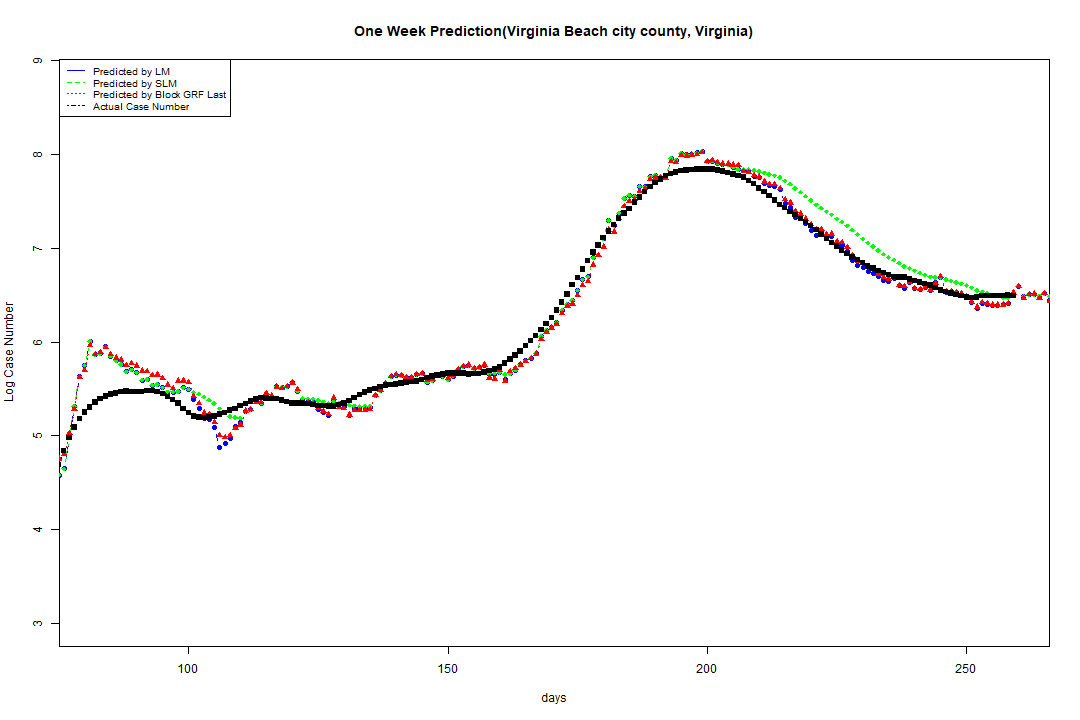 One Week Prediction(Virginia Beach city county, Virginia)
Predicted by LM
Predicted by SLM
Predicted by Block GRF Last
Actual Case Number
9
8
7
6
5
4
3
Log Case Number
100 150 200 250
days